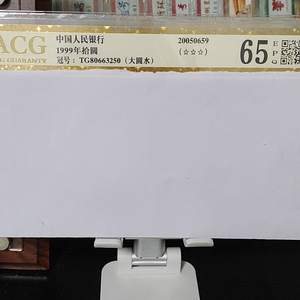 ACG
GUARANTY
中国人民银行
1999年拾圆
冠号：TG80663250（大圆水）
20050659
(☆☆☆)
65
EPQ